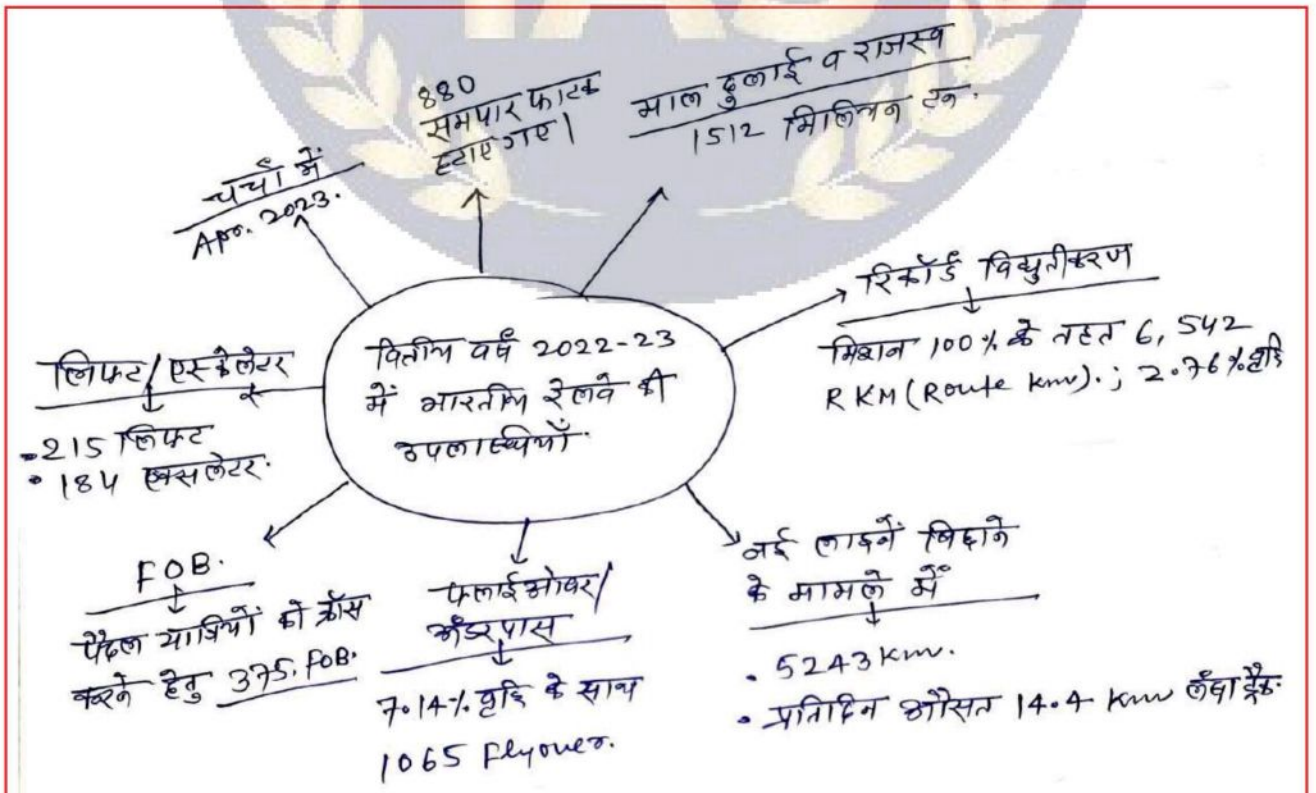 चर्चा में
Apr. 2023.
880
समपार फाटक
हटाए गए।
माल ढुलाई व राजस्व
1512 मिलियन टन.
रिकॉर्ड विद्युतीकरण
मिशन 100% के तहत 6,542
RKM (Route km).; 2.76% वृद्धि
वित्तीय वर्ष 2022-23
में भारतीय रेलवे की
उपलब्धियाँ.
लिफ्ट/एस्केलेटर
• 215 लिफ्ट
• 184 एक्सलेटर.
FOB.
पैदल यात्रियों को क्रॉस
करने हेतु 375. FOB.
फ्लाईओवर/
अंडरपास
7.14% वृद्धि के साथ
1065 Flyover.
नई लाइनें बिछाने
के मामले में
• 5243 km.
• प्रतिदिन औसत 14.4 km लंबा ट्रैक.